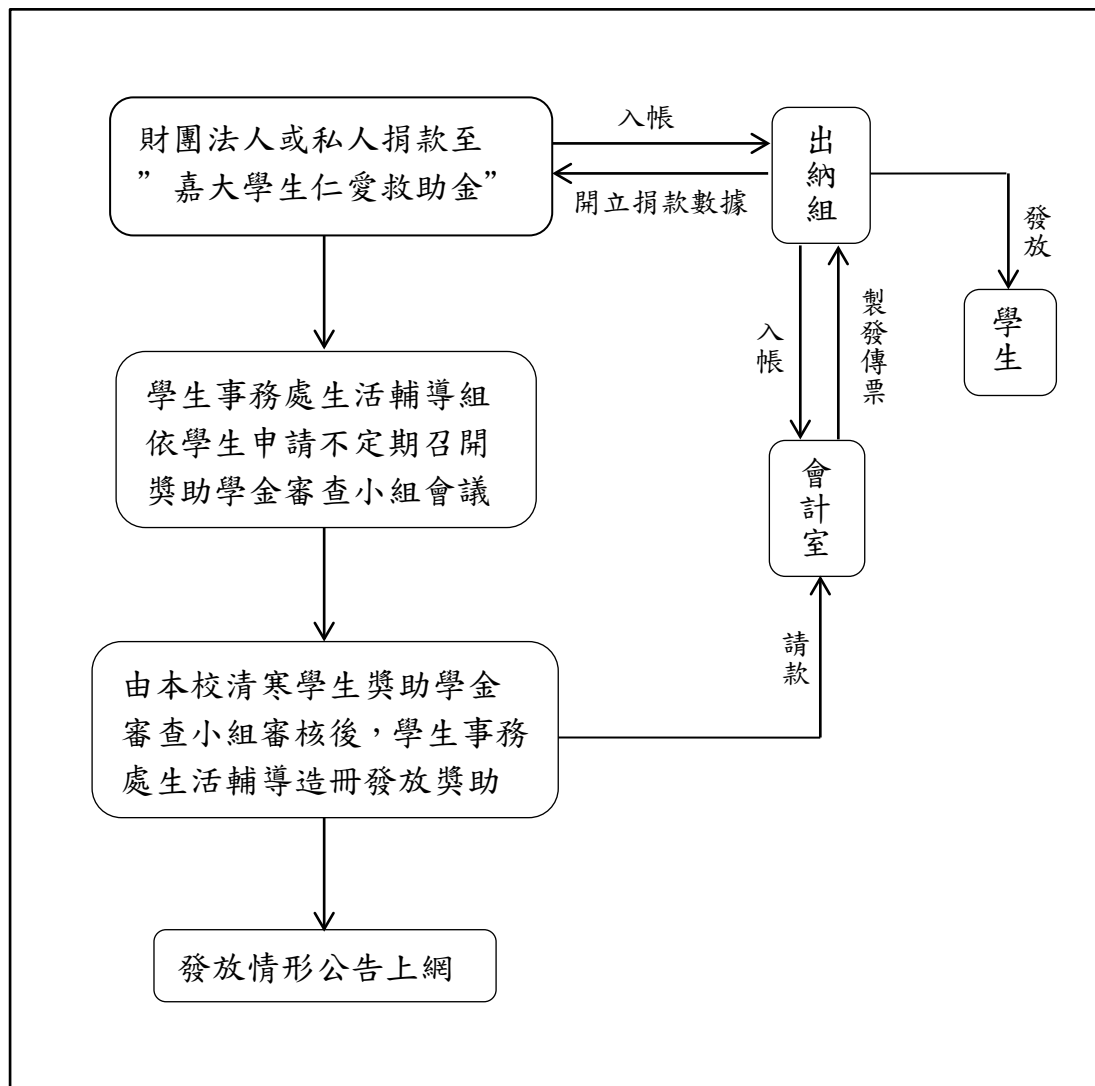 財團法人或私人捐款至
”嘉大學生仁愛救助金”
入帳
開立捐款數據
出納組
發放
學生
入帳
製發傳票
學生事務處生活輔導組
依學生申請不定期召開
獎助學金審查小組會議
會計室
請款
由本校清寒學生獎助學金
審查小組審核後，學生事務
處生活輔導造冊發放獎助
發放情形公告上網